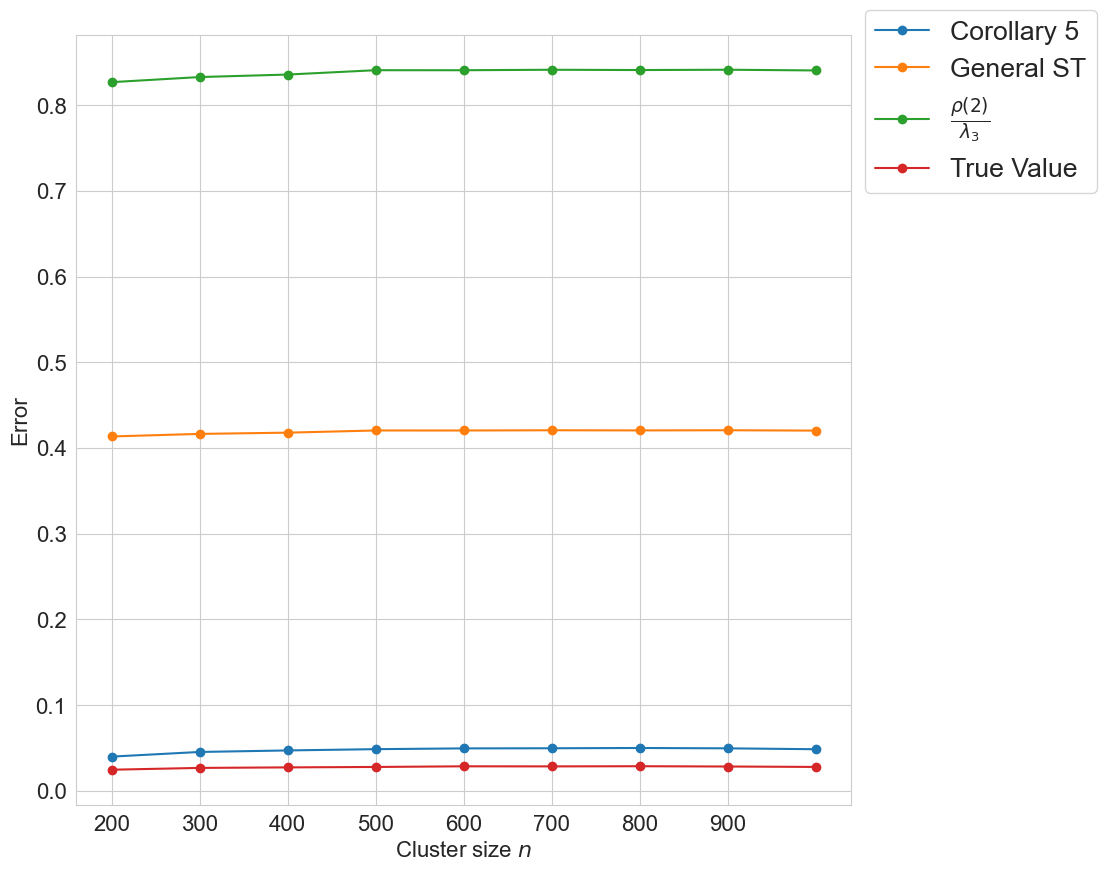 Corollary 5
General ST
ρ(2)
λ₃
True Value
0.8
0.7
0.6
0.5
0.4
0.3
0.2
0.1
0.0
Error
200 300 400 500 600 700 800 900
Cluster size n